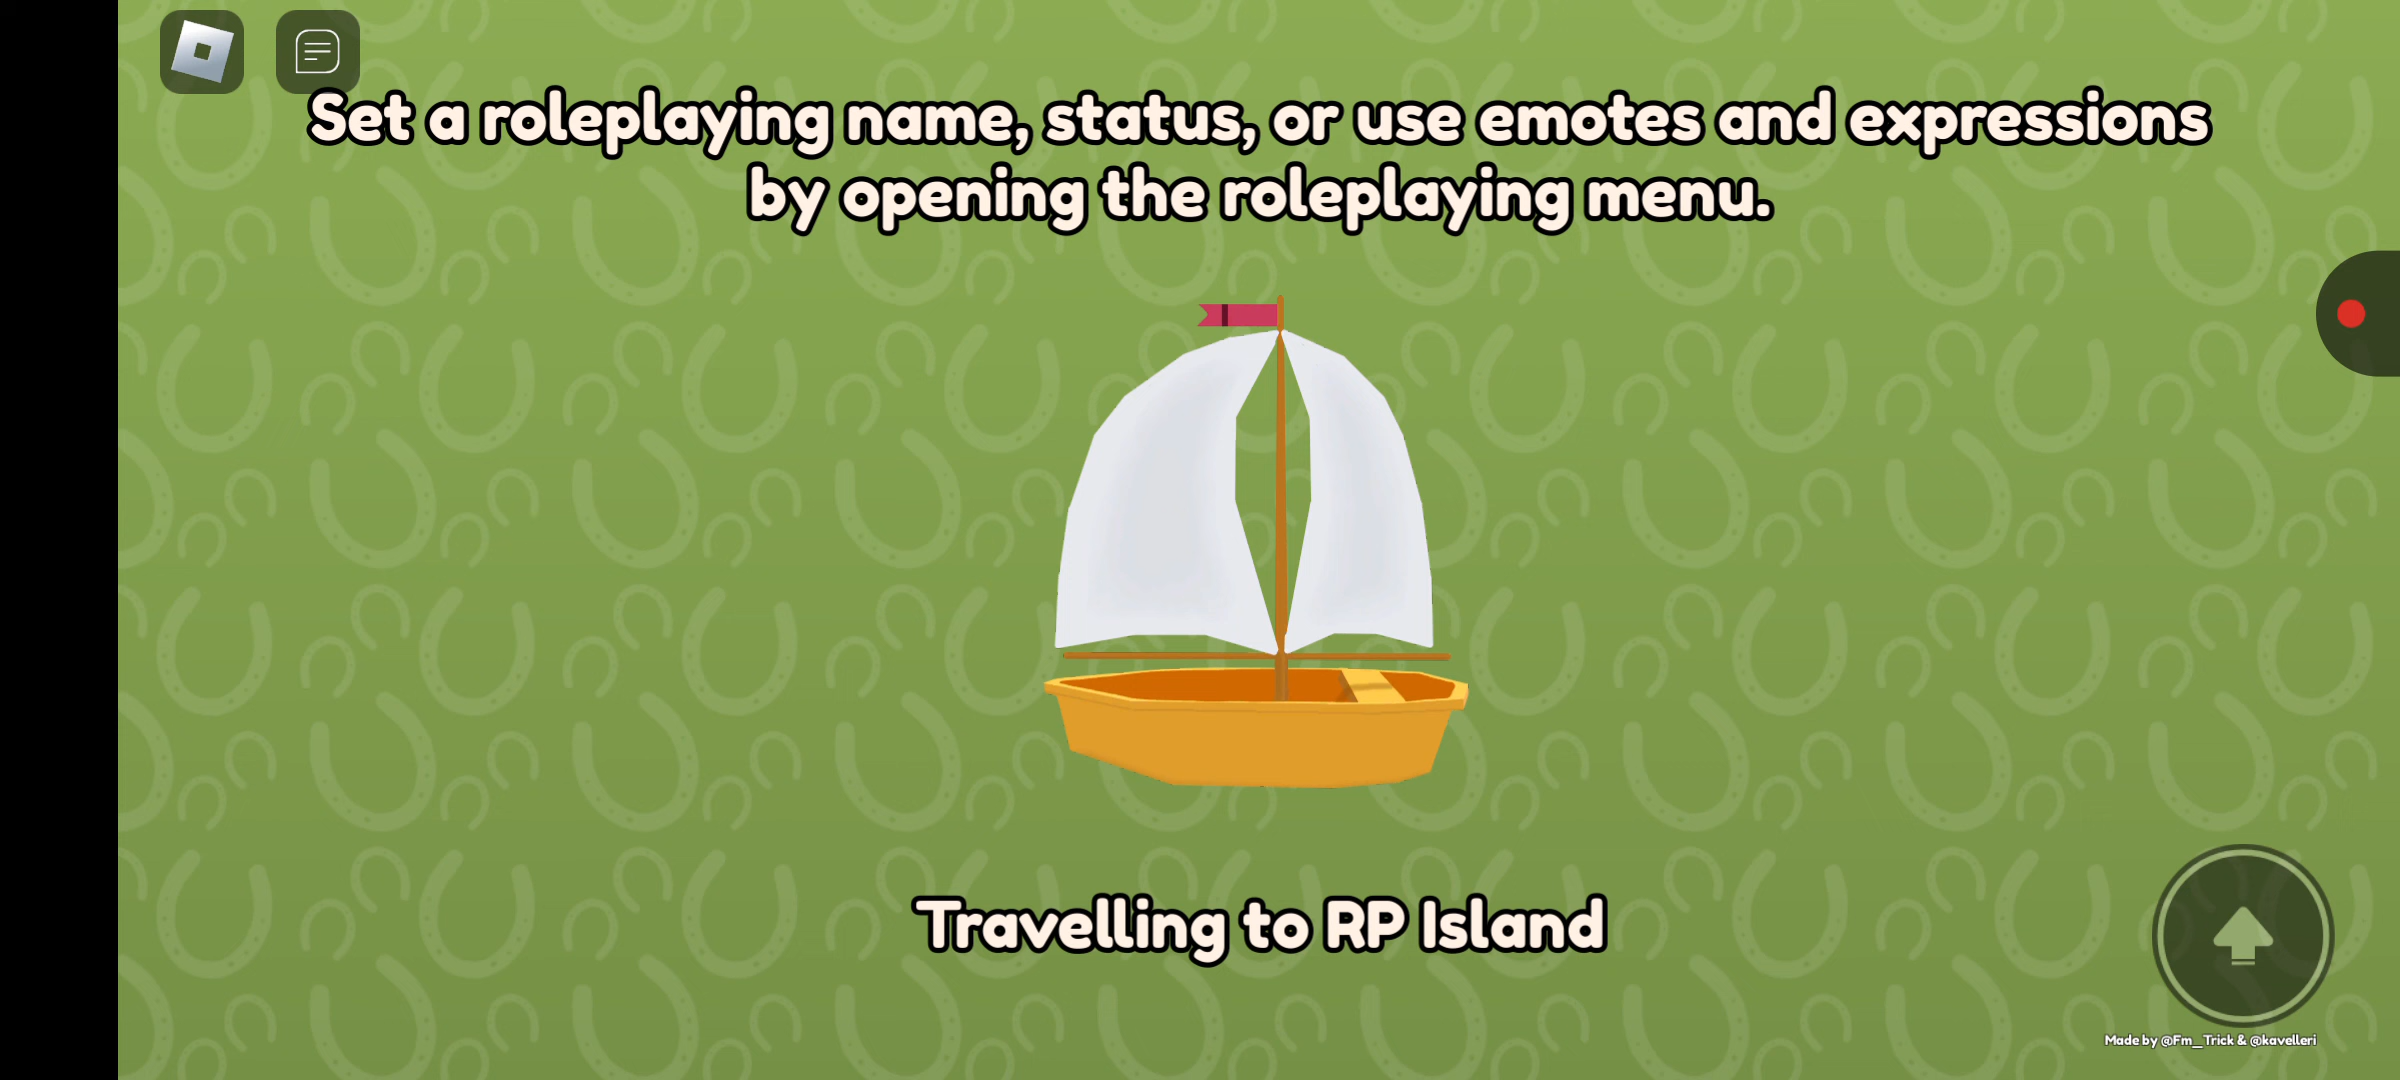 Set a roleplaying name, status, or use emotes and expressions
by opening the roleplaying menu.
Travelling to RP Island
Made by @Fm_Trick & @kavelleri